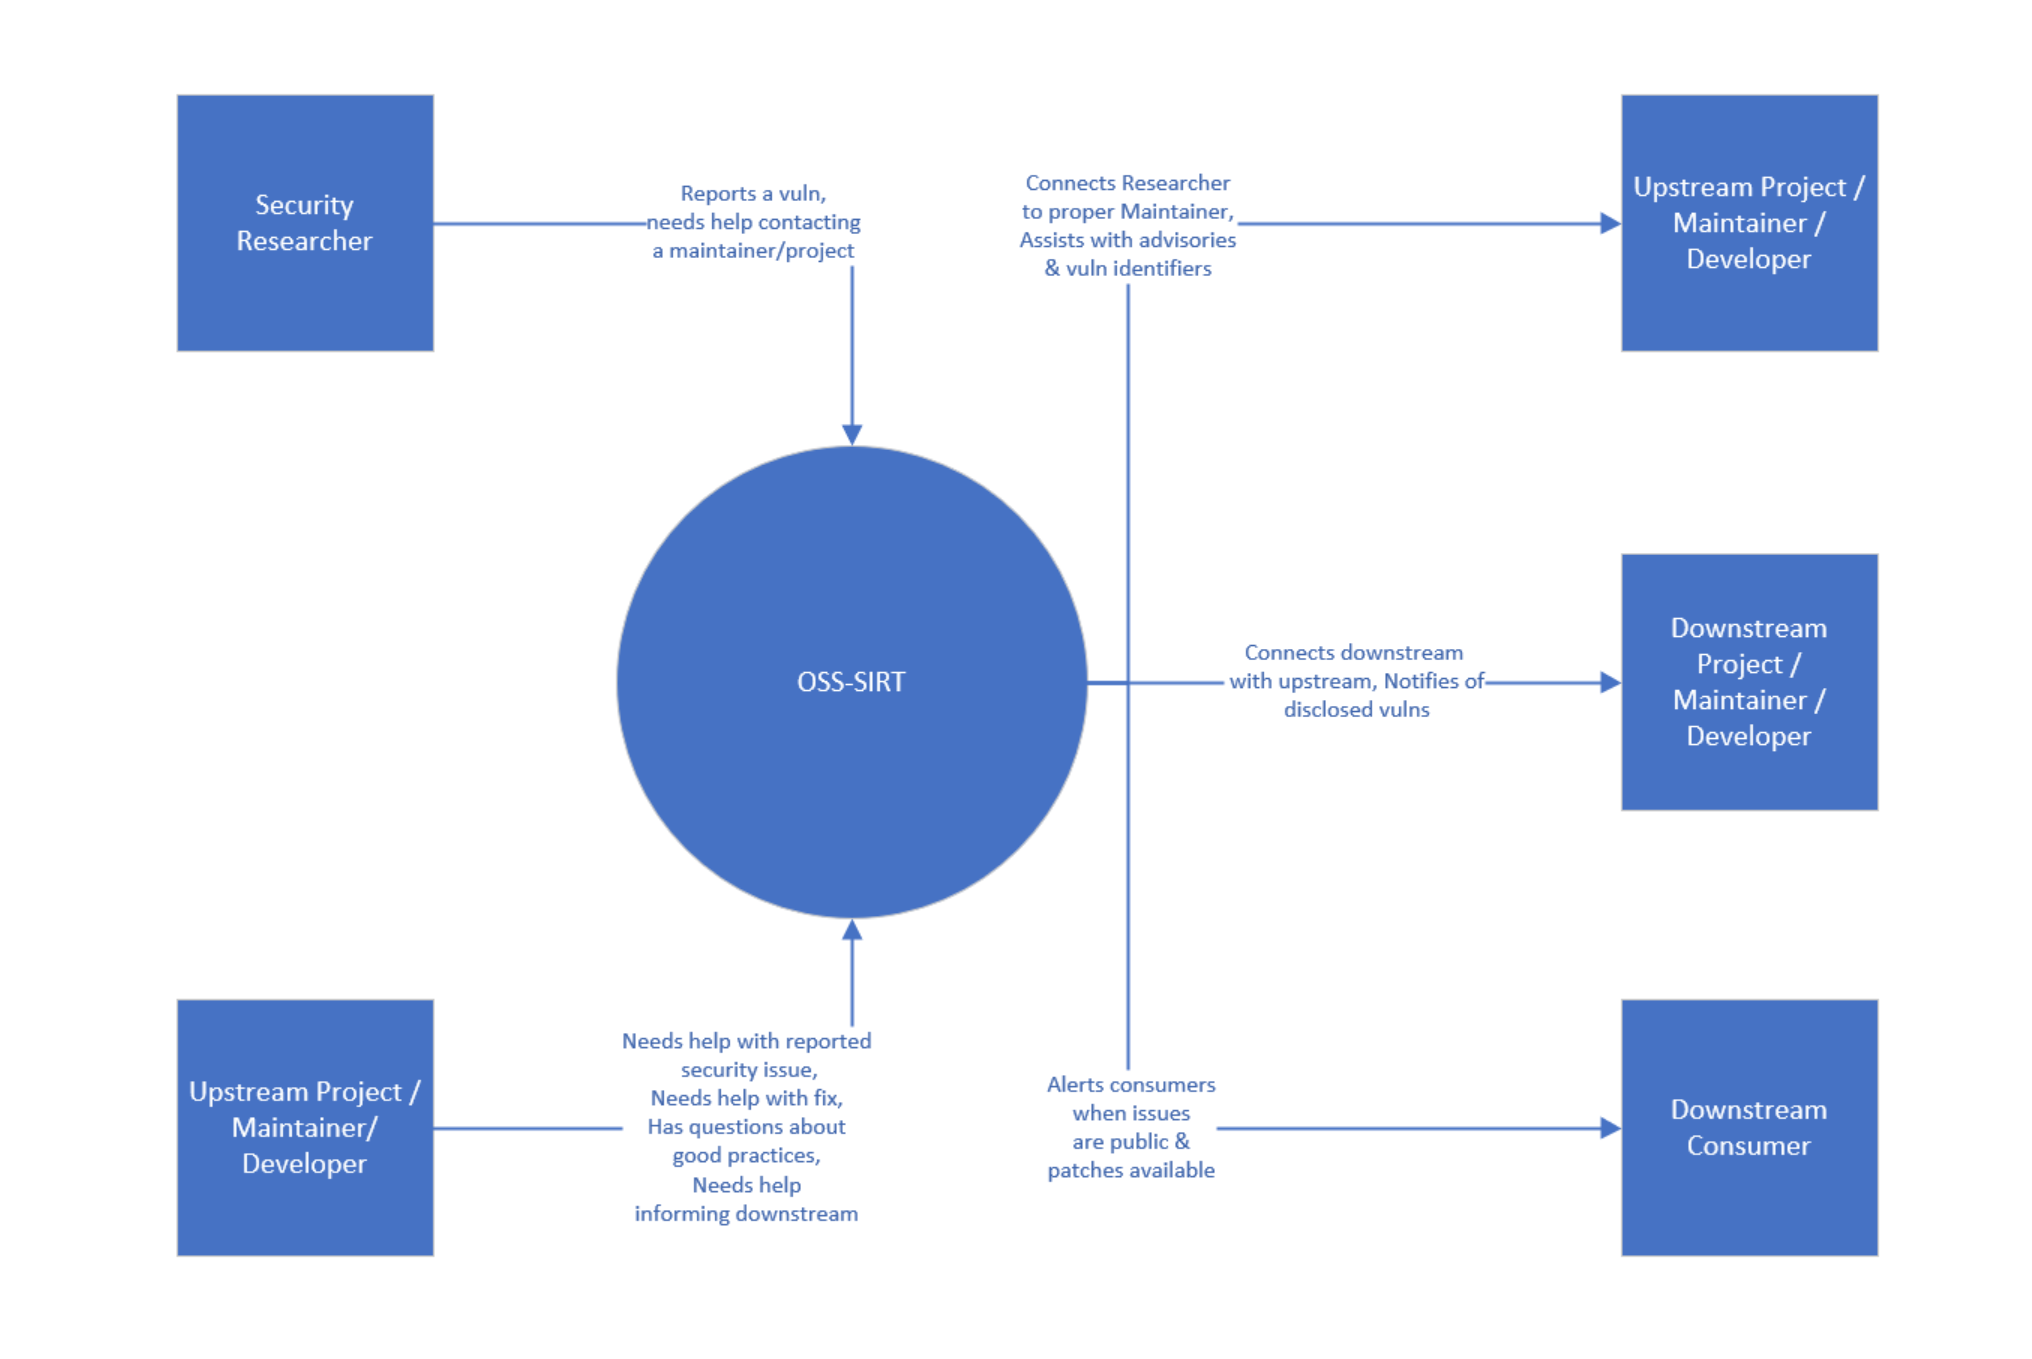 Security
Researcher
Reports a vuln,
needs help contacting
a maintainer/project
Connects Researcher
to proper Maintainer,
Assists with advisories
& vuln identifiers
Upstream Project /
Maintainer /
Developer
OSS-SIRT
Connects downstream
with upstream, Notifies of
disclosed vulns
Downstream
Project /
Maintainer /
Developer
Upstream Project /
Maintainer/
Developer
Needs help with reported
security issue,
Needs help with fix,
Has questions about
good practices,
Needs help
informing downstream
Alerts consumers
when issues
are public &
patches available
Downstream
Consumer